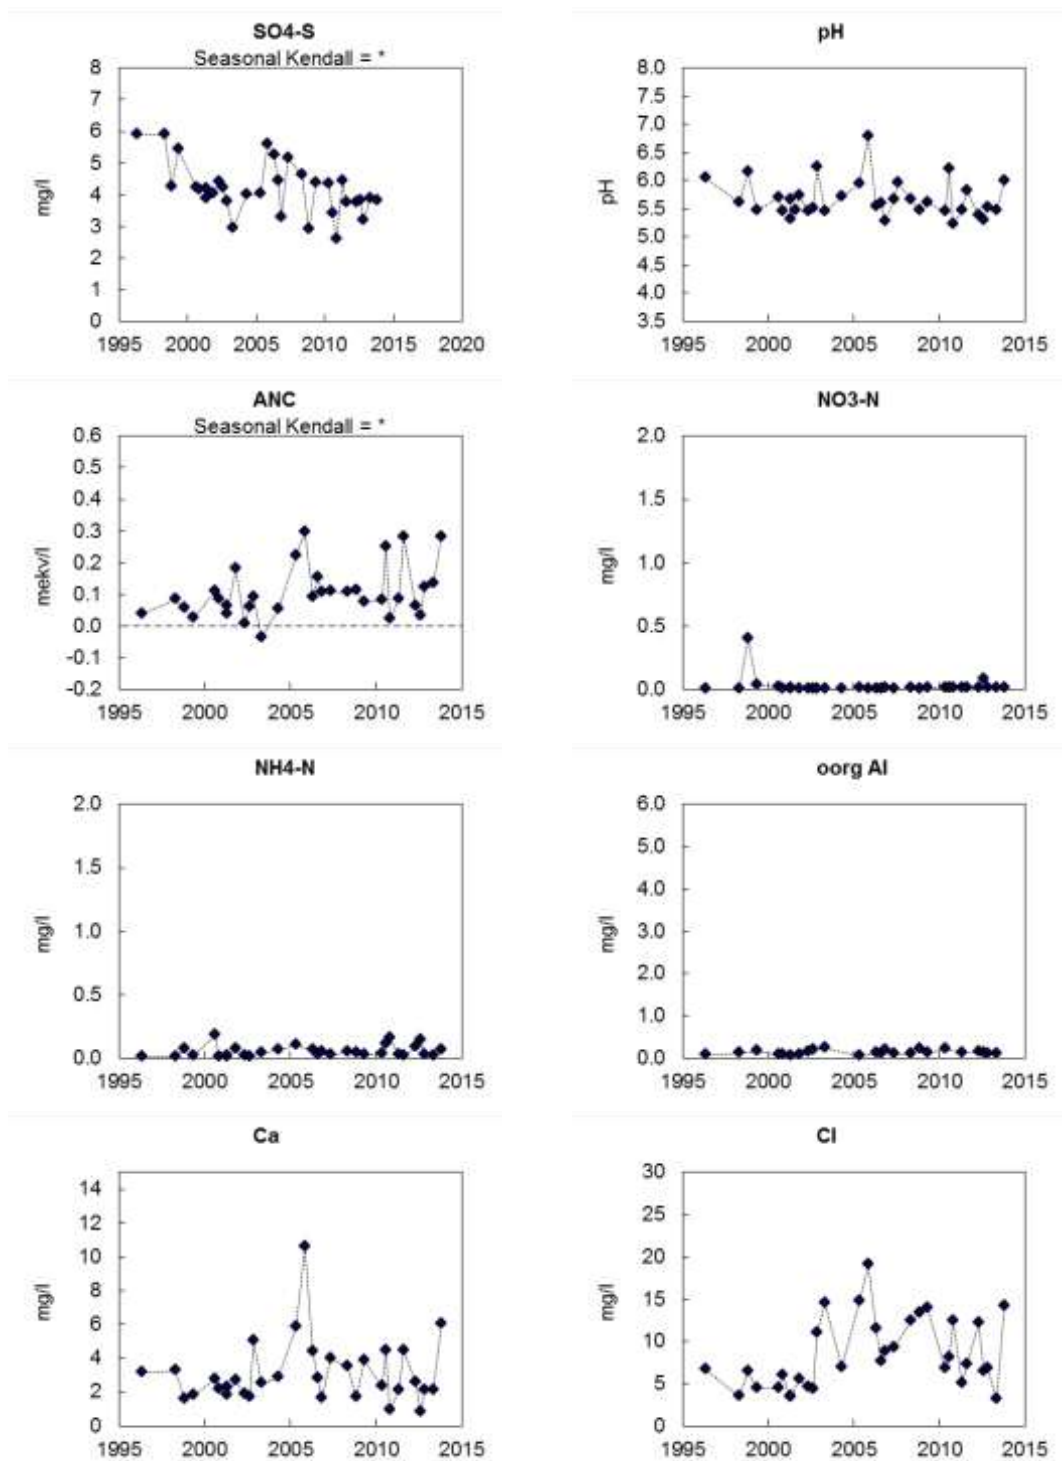 SO4-S
Seasonal Kendall = *
8
7
6
5
4
3
2
1
0
mg/l
1995 2000 2005 2010 2015 2020
pH
8.0
7.5
7.0
6.5
6.0
5.5
5.0
4.5
4.0
3.5
pH
1995 2000 2005 2010 2015
ANC
Seasonal Kendall = *
0.6
0.5
0.4
0.3
0.2
0.1
0.0
-0.1
-0.2
mekv/l
1995 2000 2005 2010 2015
NO3-N
2.0
1.5
1.0
0.5
0.0
mg/l
1995 2000 2005 2010 2015
NH4-N
2.0
1.5
1.0
0.5
0.0
mg/l
1995 2000 2005 2010 2015
oorg Al
6.0
5.0
4.0
3.0
2.0
1.0
0.0
mg/l
1995 2000 2005 2010 2015
Ca
14
12
10
8
6
4
2
0
mg/l
1995 2000 2005 2010 2015
Cl
30
25
20
15
10
5
0
mg/l
1995 2000 2005 2010 2015